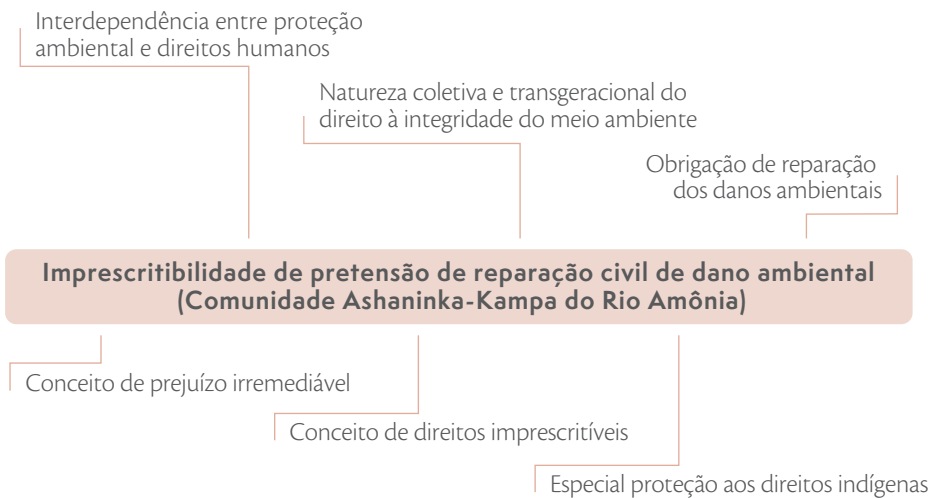 Interdependência entre proteção
ambiental e direitos humanos
Natureza coletiva e transgeracional do
direito à integridade do meio ambiente
Obrigação de reparação
dos danos ambientais
Imprescritibilidade de pretensão de reparação civil de dano ambiental
(Comunidade Ashaninka-Kampa do Rio Amônia)
Conceito de prejuízo irremediável
Conceito de direitos imprescritíveis
Especial proteção aos direitos indígenas